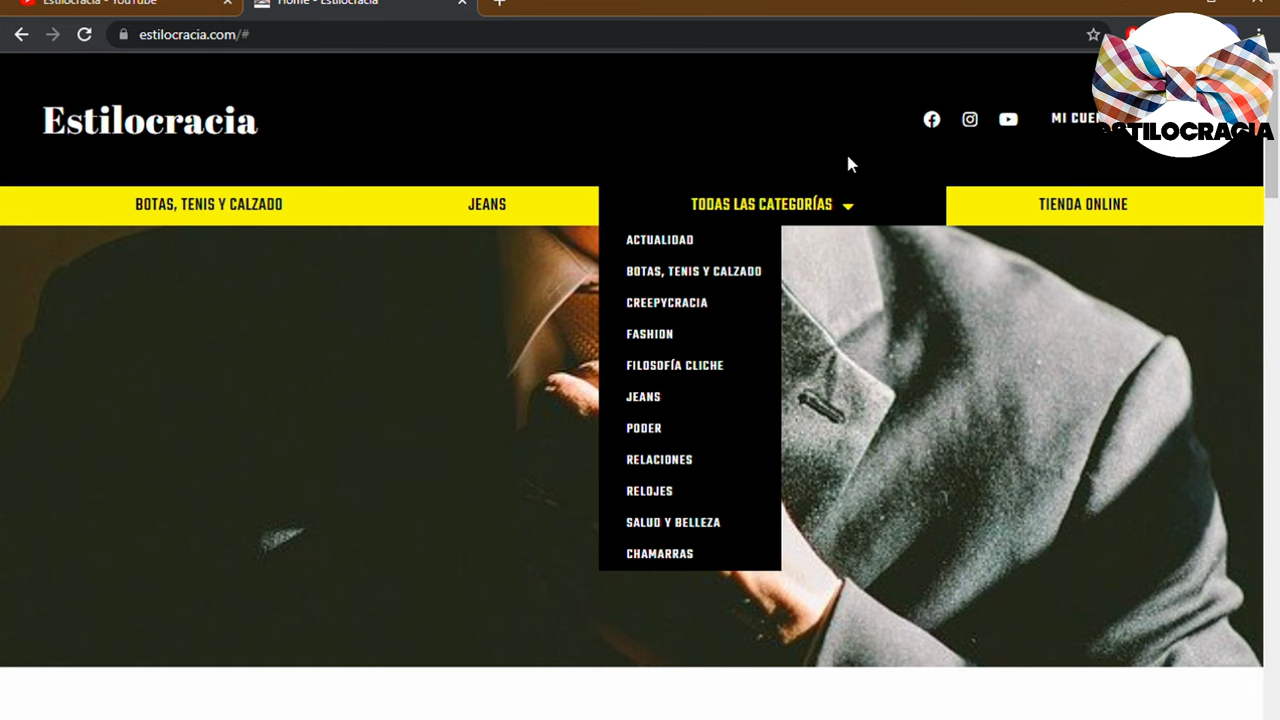 Estilocracia - YouTube
Home - Estilocracia
estilocracia.com/#
Estilocracia
MI CUEN
ESTILOCRACIA
BOTAS, TENIS Y CALZADO
JEANS
TODAS LAS CATEGORÍAS
TIENDA ONLINE
ACTUALIDAD
BOTAS, TENIS Y CALZADO
CREEPYCRACIA
FASHION
FILOSOFÍA CLICHE
JEANS
PODER
RELACIONES
RELOJES
SALUD Y BELLEZA
CHAMARRAS